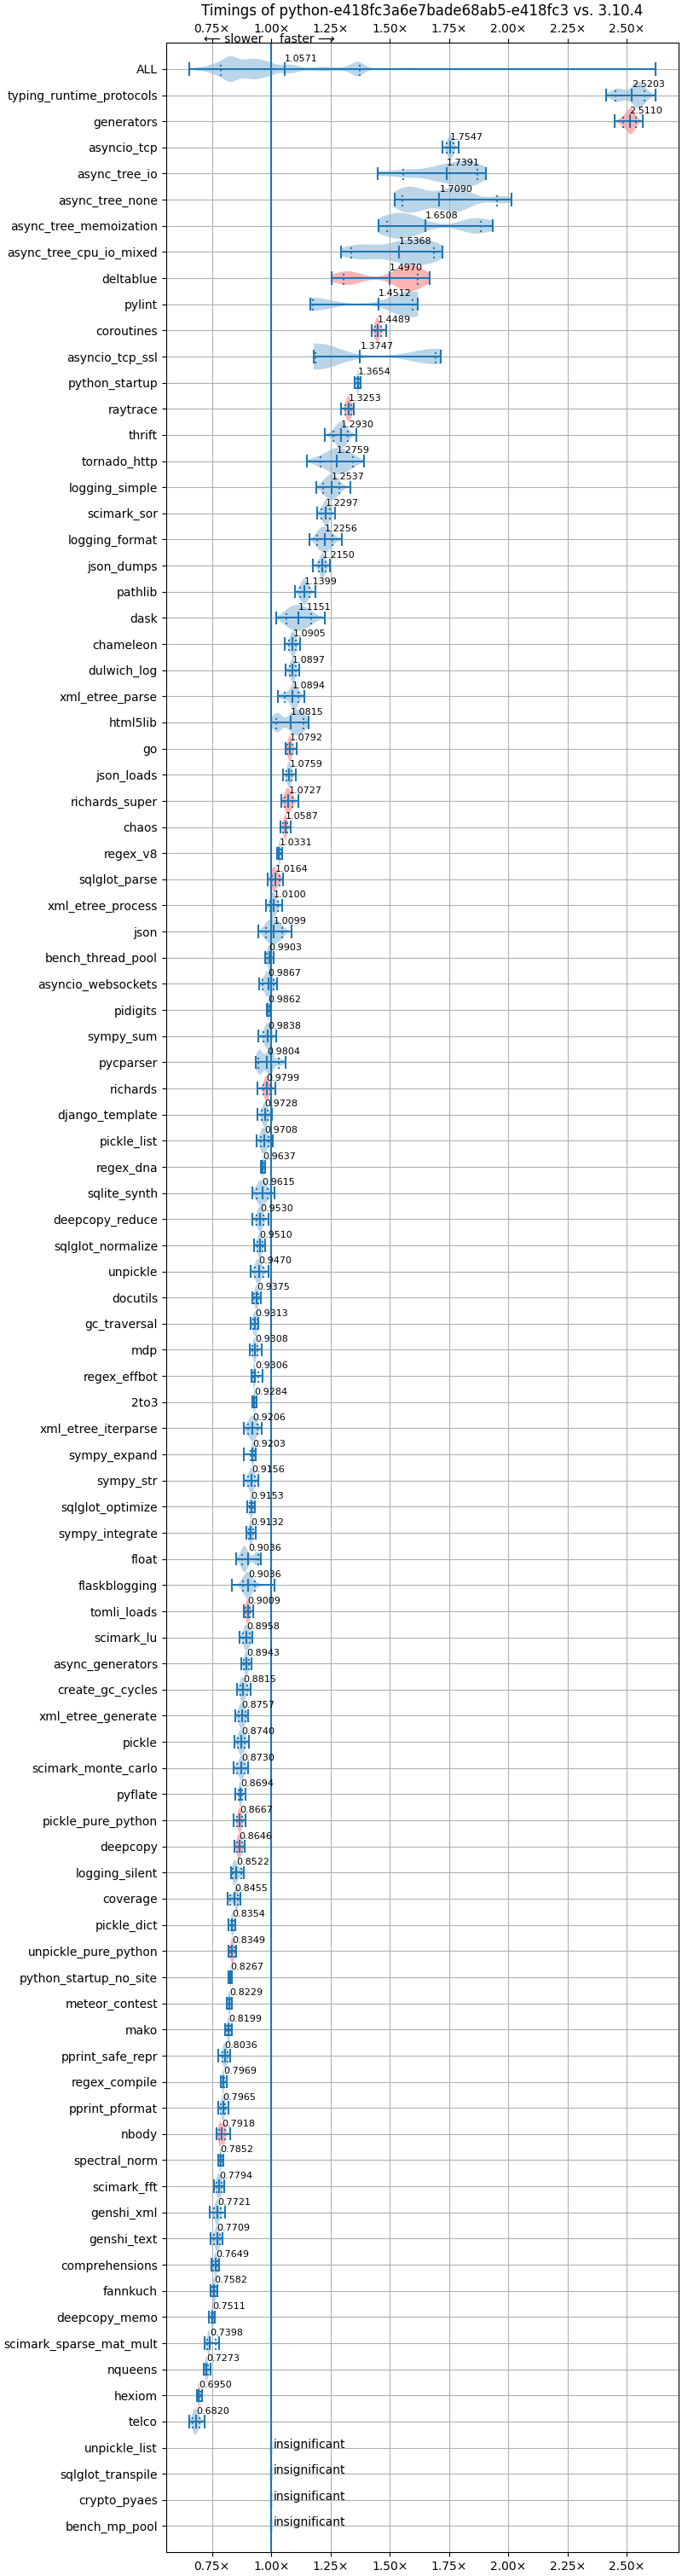 Timings of python-e418fc3a6e7bade68ab5-e418fc3 vs. 3.10.4
0.75× 1.00× 1.25× 1.50× 1.75× 2.00× 2.25× 2.50×
← slower faster →
ALL 1.0571
typing_runtime_protocols 2.5203
generators 2.5110
asyncio_tcp 1.7547
async_tree_io 1.7391
async_tree_none 1.7090
async_tree_memoization 1.6508
async_tree_cpu_io_mixed 1.5368
deltablue 1.4970
pylint 1.4512
coroutines 1.4489
asyncio_tcp_ssl 1.3747
python_startup 1.3654
raytrace 1.3253
thrift 1.2930
tornado_http 1.2759
logging_simple 1.2537
scimark_sor 1.2297
logging_format 1.2256
json_dumps 1.2150
pathlib 1.1399
dask 1.1151
chameleon 1.0905
dulwich_log 1.0897
xml_etree_parse 1.0894
html5lib 1.0815
go 1.0792
json_loads 1.0759
richards_super 1.0727
chaos 1.0587
regex_v8 1.0331
sqlglot_parse 1.0164
xml_etree_process 1.0100
json 1.0099
bench_thread_pool 0.9903
asyncio_websockets 0.9867
pidigits 0.9862
sympy_sum 0.9838
pycparser 0.9804
richards 0.9799
django_template 0.9728
pickle_list 0.9708
regex_dna 0.9637
sqlite_synth 0.9615
deepcopy_reduce 0.9530
sqlglot_normalize 0.9510
unpickle 0.9470
docutils 0.9375
gc_traversal 0.9313
mdp 0.9308
regex_effbot 0.9306
2to3 0.9284
xml_etree_iterparse 0.9206
sympy_expand 0.9203
sympy_str 0.9156
sqlglot_optimize 0.9153
sympy_integrate 0.9132
float 0.9036
flaskblogging 0.9036
tomli_loads 0.9009
scimark_lu 0.8958
async_generators 0.8943
create_gc_cycles 0.8815
xml_etree_generate 0.8757
pickle 0.8740
scimark_monte_carlo 0.8730
pyflate 0.8694
pickle_pure_python 0.8667
deepcopy 0.8646
logging_silent 0.8522
coverage 0.8455
pickle_dict 0.8354
unpickle_pure_python 0.8349
python_startup_no_site 0.8267
meteor_contest 0.8229
mako 0.8199
pprint_safe_repr 0.8036
regex_compile 0.7969
pprint_pformat 0.7965
nbody 0.7918
spectral_norm 0.7852
scimark_fft 0.7794
genshi_xml 0.7721
genshi_text 0.7709
comprehensions 0.7649
fannkuch 0.7582
deepcopy_memo 0.7511
scimark_sparse_mat_mult 0.7398
nqueens 0.7273
hexiom 0.6950
telco 0.6820
unpickle_list insignificant
sqlglot_transpile insignificant
crypto_pyaes insignificant
bench_mp_pool insignificant
0.75× 1.00× 1.25× 1.50× 1.75× 2.00× 2.25× 2.50×